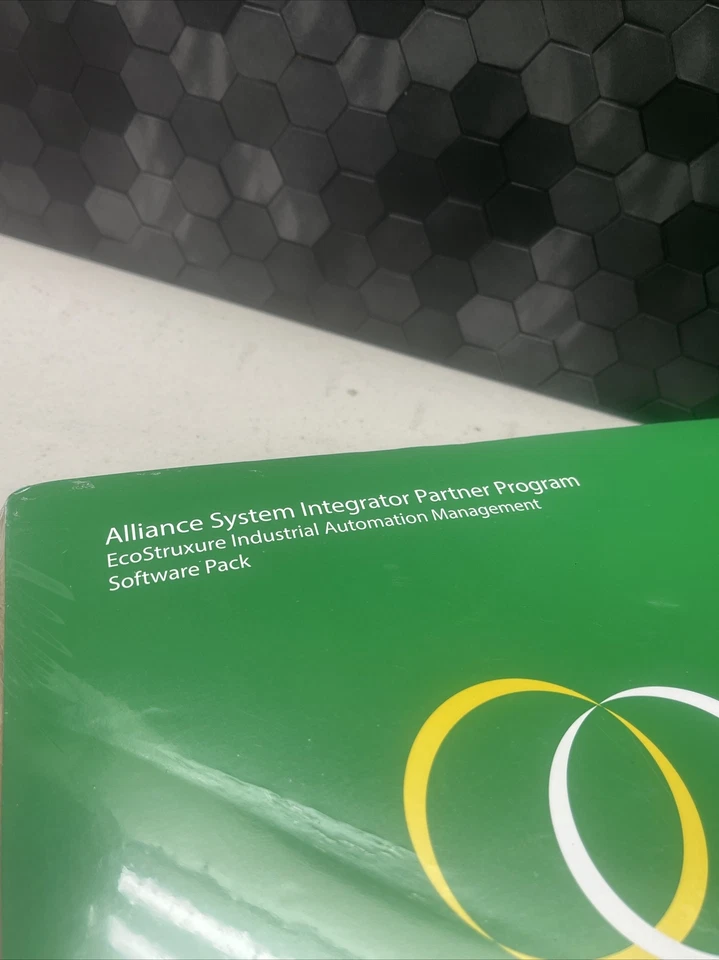 Alliance System Integrator Partner Program
EcoStruxure Industrial Automation Management
Software Pack